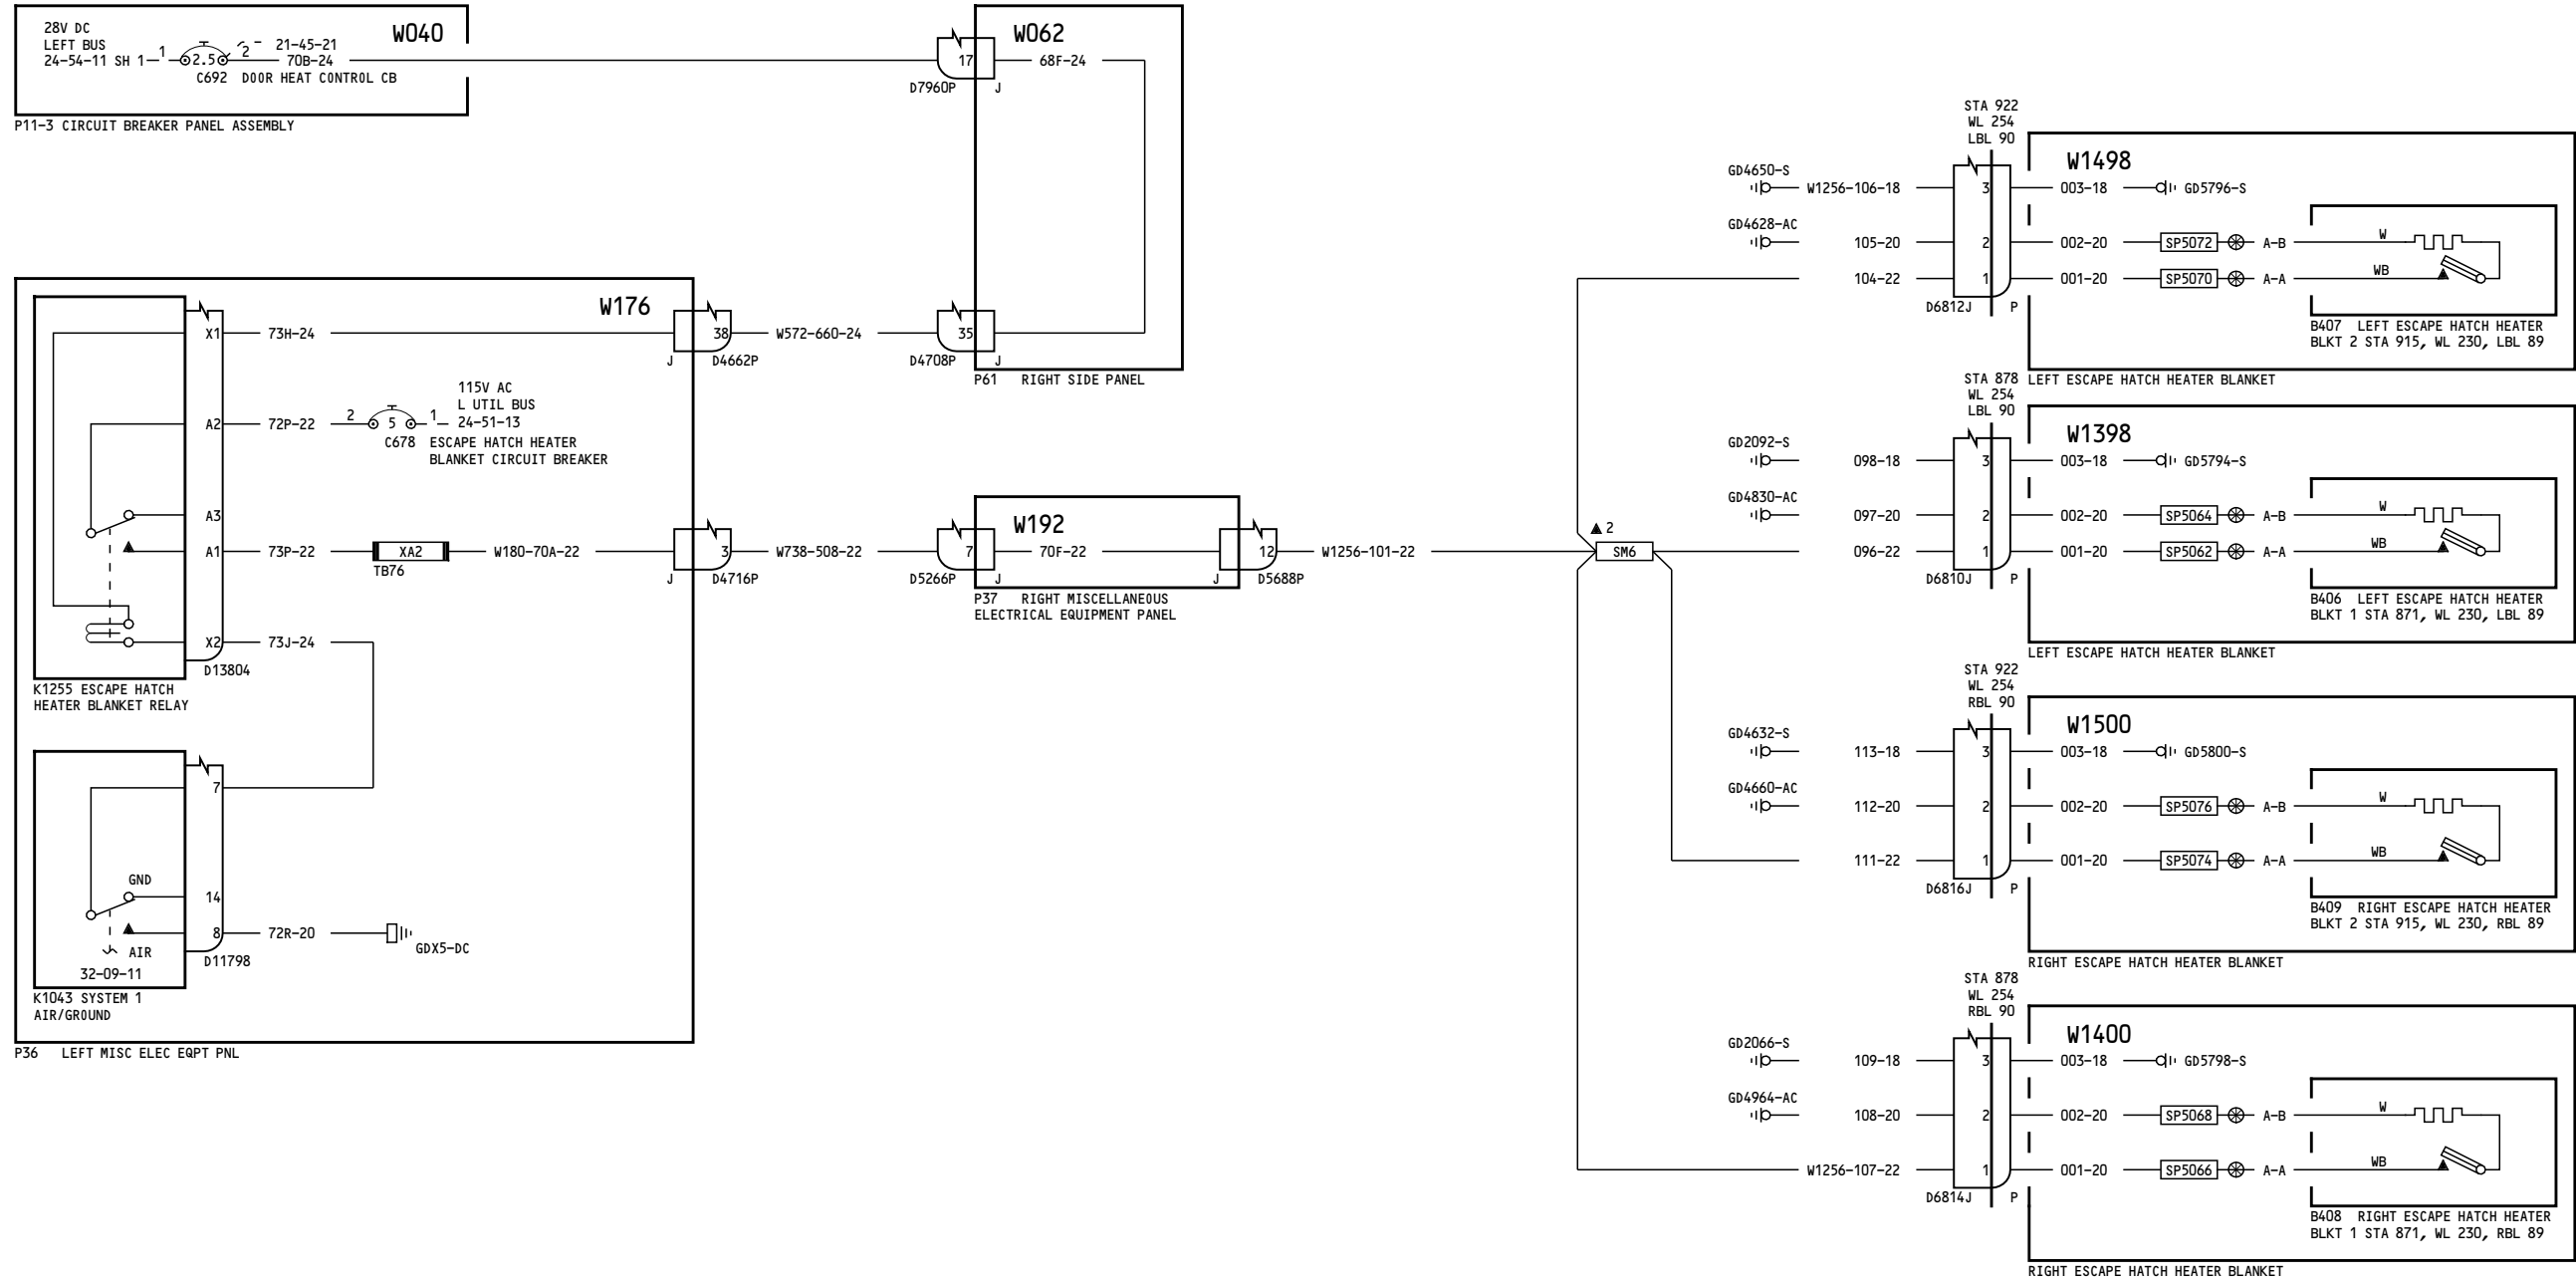 28V DC
LEFT BUS
24-54-11 SH 1
1
2.5
2
21-45-21
70B-24
C692 DOOR HEAT CONTROL CB
W040
P11-3 CIRCUIT BREAKER PANEL ASSEMBLY
17
D7960P
J
W062
68F-24
35
D4708P
J
P61 RIGHT SIDE PANEL
W176
X1
73H-24
38
J
D4662P
W572-660-24
A2
72P-22
2
5
1
115V AC
L UTIL BUS
24-51-13
C678 ESCAPE HATCH HEATER
BLANKET CIRCUIT BREAKER
A3
A1
73P-22
XA2
TB76
W180-70A-22
3
J
D4716P
W738-508-22
7
D5266P
J
W192
70F-22
12
J
D5688P
P37 RIGHT MISCELLANEOUS
ELECTRICAL EQUIPMENT PANEL
W1256-101-22
2
SM6
X2
73J-24
D13804
K1255 ESCAPE HATCH
HEATER BLANKET RELAY
7
GND
14
8
72R-20
GDX5-DC
AIR
32-09-11
D11798
K1043 SYSTEM 1
AIR/GROUND
P36 LEFT MISC ELEC EQPT PNL
STA 922
WL 254
LBL 90
W1498
GD4650-S
W1256-106-18
3
003-18
GD5796-S
GD4628-AC
105-20
2
002-20
SP5072
A-B
W
104-22
1
001-20
SP5070
A-A
WB
D6812J
P
B407 LEFT ESCAPE HATCH HEATER
BLKT 2 STA 915, WL 230, LBL 89
LEFT ESCAPE HATCH HEATER BLANKET
STA 878
WL 254
LBL 90
W1398
GD2092-S
098-18
3
003-18
GD5794-S
GD4830-AC
097-20
2
002-20
SP5064
A-B
W
096-22
1
001-20
SP5062
A-A
WB
D6810J
P
B406 LEFT ESCAPE HATCH HEATER
BLKT 1 STA 871, WL 230, LBL 89
LEFT ESCAPE HATCH HEATER BLANKET
STA 922
WL 254
RBL 90
W1500
GD4632-S
113-18
3
003-18
GD5800-S
GD4660-AC
112-20
2
002-20
SP5076
A-B
W
111-22
1
001-20
SP5074
A-A
WB
D6816J
P
B409 RIGHT ESCAPE HATCH HEATER
BLKT 2 STA 915, WL 230, RBL 89
RIGHT ESCAPE HATCH HEATER BLANKET
STA 878
WL 254
RBL 90
W1400
GD2066-S
109-18
3
003-18
GD5798-S
GD4964-AC
108-20
2
002-20
SP5068
A-B
W
W1256-107-22
1
001-20
SP5066
A-A
WB
D6814J
P
B408 RIGHT ESCAPE HATCH HEATER
BLKT 1 STA 871, WL 230, RBL 89
RIGHT ESCAPE HATCH HEATER BLANKET